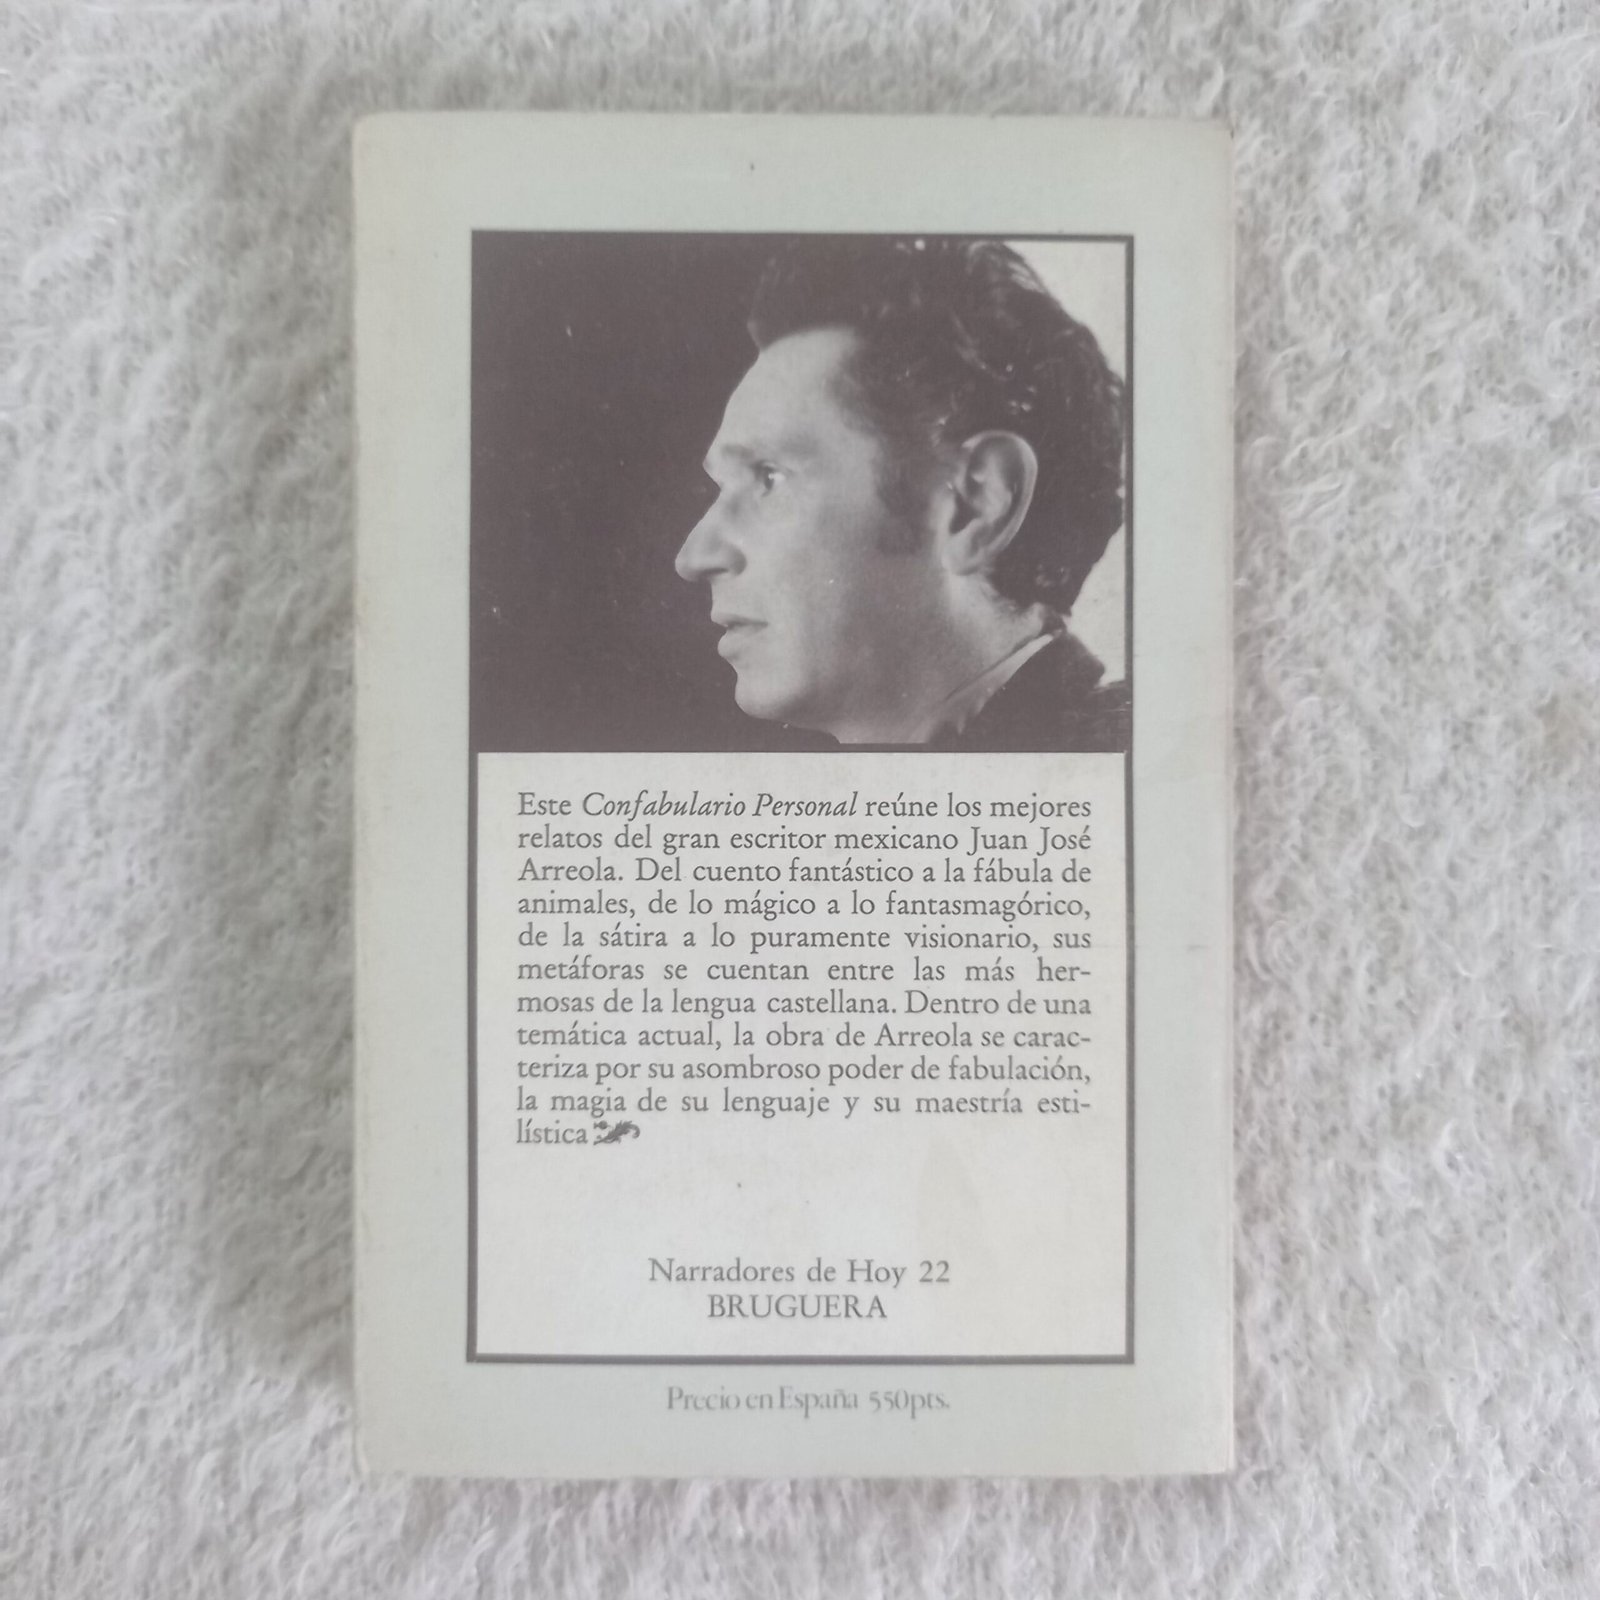 Este Confabulario Personal reúne los mejores
relatos del gran escritor mexicano Juan José
Arreola. Del cuento fantástico a la fábula de
animales, de lo mágico a lo fantasmagórico,
de la sátira a lo puramente visionario, sus
metáforas se cuentan entre las más her-
mosas de la lengua castellana. Dentro de una
temática actual, la obra de Arreola se carac-
teriza por su asombroso poder de fabulación,
la magia de su lenguaje y su maestría esti-
lística
Narradores de Hoy 22
BRUGUERA
Precio en España 550pts.